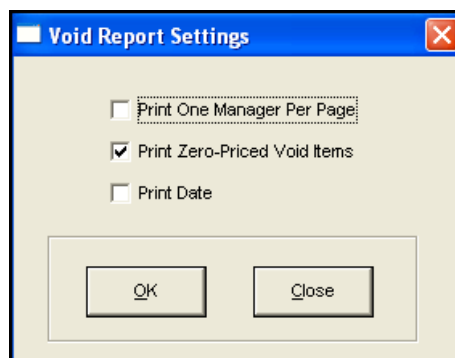 Void Report Settings
Print One Manager Per Page
Print Zero-Priced Void Items
Print Date
OK
Close